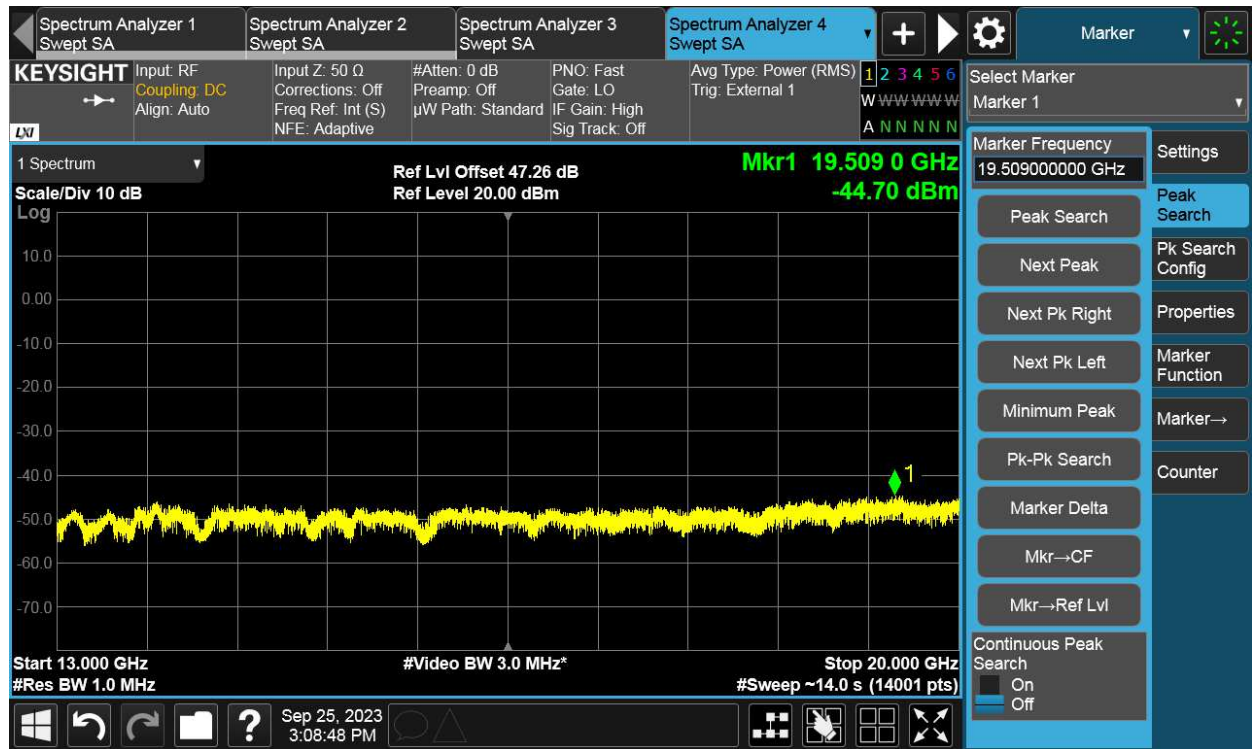 Spectrum Analyzer 1
Swept SA
Spectrum Analyzer 2
Swept SA
Spectrum Analyzer 3
Swept SA
Spectrum Analyzer 4
Swept SA
Marker
KEYSIGHT
LXI
Input: RF
Coupling: DC
Align: Auto
Input Z: 50 Ω
Corrections: Off
Freq Ref: Int (S)
NFE: Adaptive
#Atten: 0 dB
Preamp: Off
µW Path: Standard
PNO: Fast
Gate: LO
IF Gain: High
Sig Track: Off
Avg Type: Power (RMS)
Trig: External 1
1 2 3 4 5 6
W W W W W W
A N N N N N
Select Marker
Marker 1
1 Spectrum
Scale/Div 10 dB
Log
Ref Lvl Offset 47.26 dB
Ref Level 20.00 dBm
Mkr1 19.509 0 GHz
-44.70 dBm
10.0
0.00
-10.0
-20.0
-30.0
-40.0
-50.0
-60.0
-70.0
1
Start 13.000 GHz
#Res BW 1.0 MHz
#Video BW 3.0 MHz*
Stop 20.000 GHz
#Sweep ~14.0 s (14001 pts)
Marker Frequency
19.509000000 GHz
Peak Search
Next Peak
Next Pk Right
Next Pk Left
Minimum Peak
Pk-Pk Search
Marker Delta
Mkr→CF
Mkr→Ref Lvl
Continuous Peak
Search
On
Off
Settings
Peak
Search
Pk Search
Config
Properties
Marker
Function
Marker→
Counter
?
Sep 25, 2023
3:08:48 PM